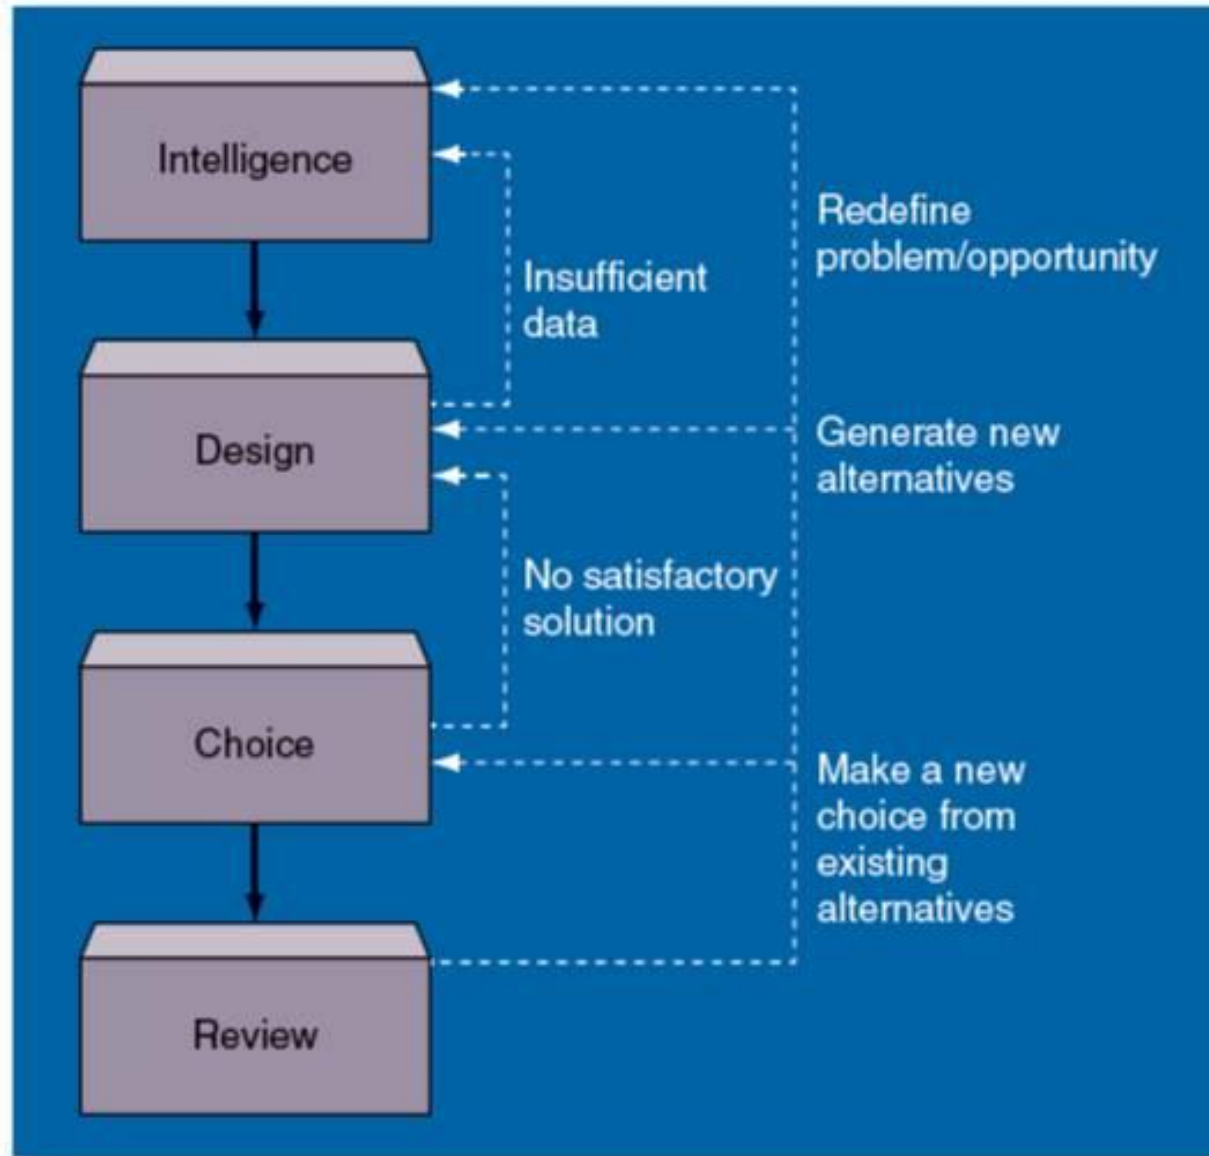 Intelligence
Redefine
problem/opportunity
Insufficient
data
Design
Generate new
alternatives
No satisfactory
solution
Choice
Make a new
choice from
existing
alternatives
Review